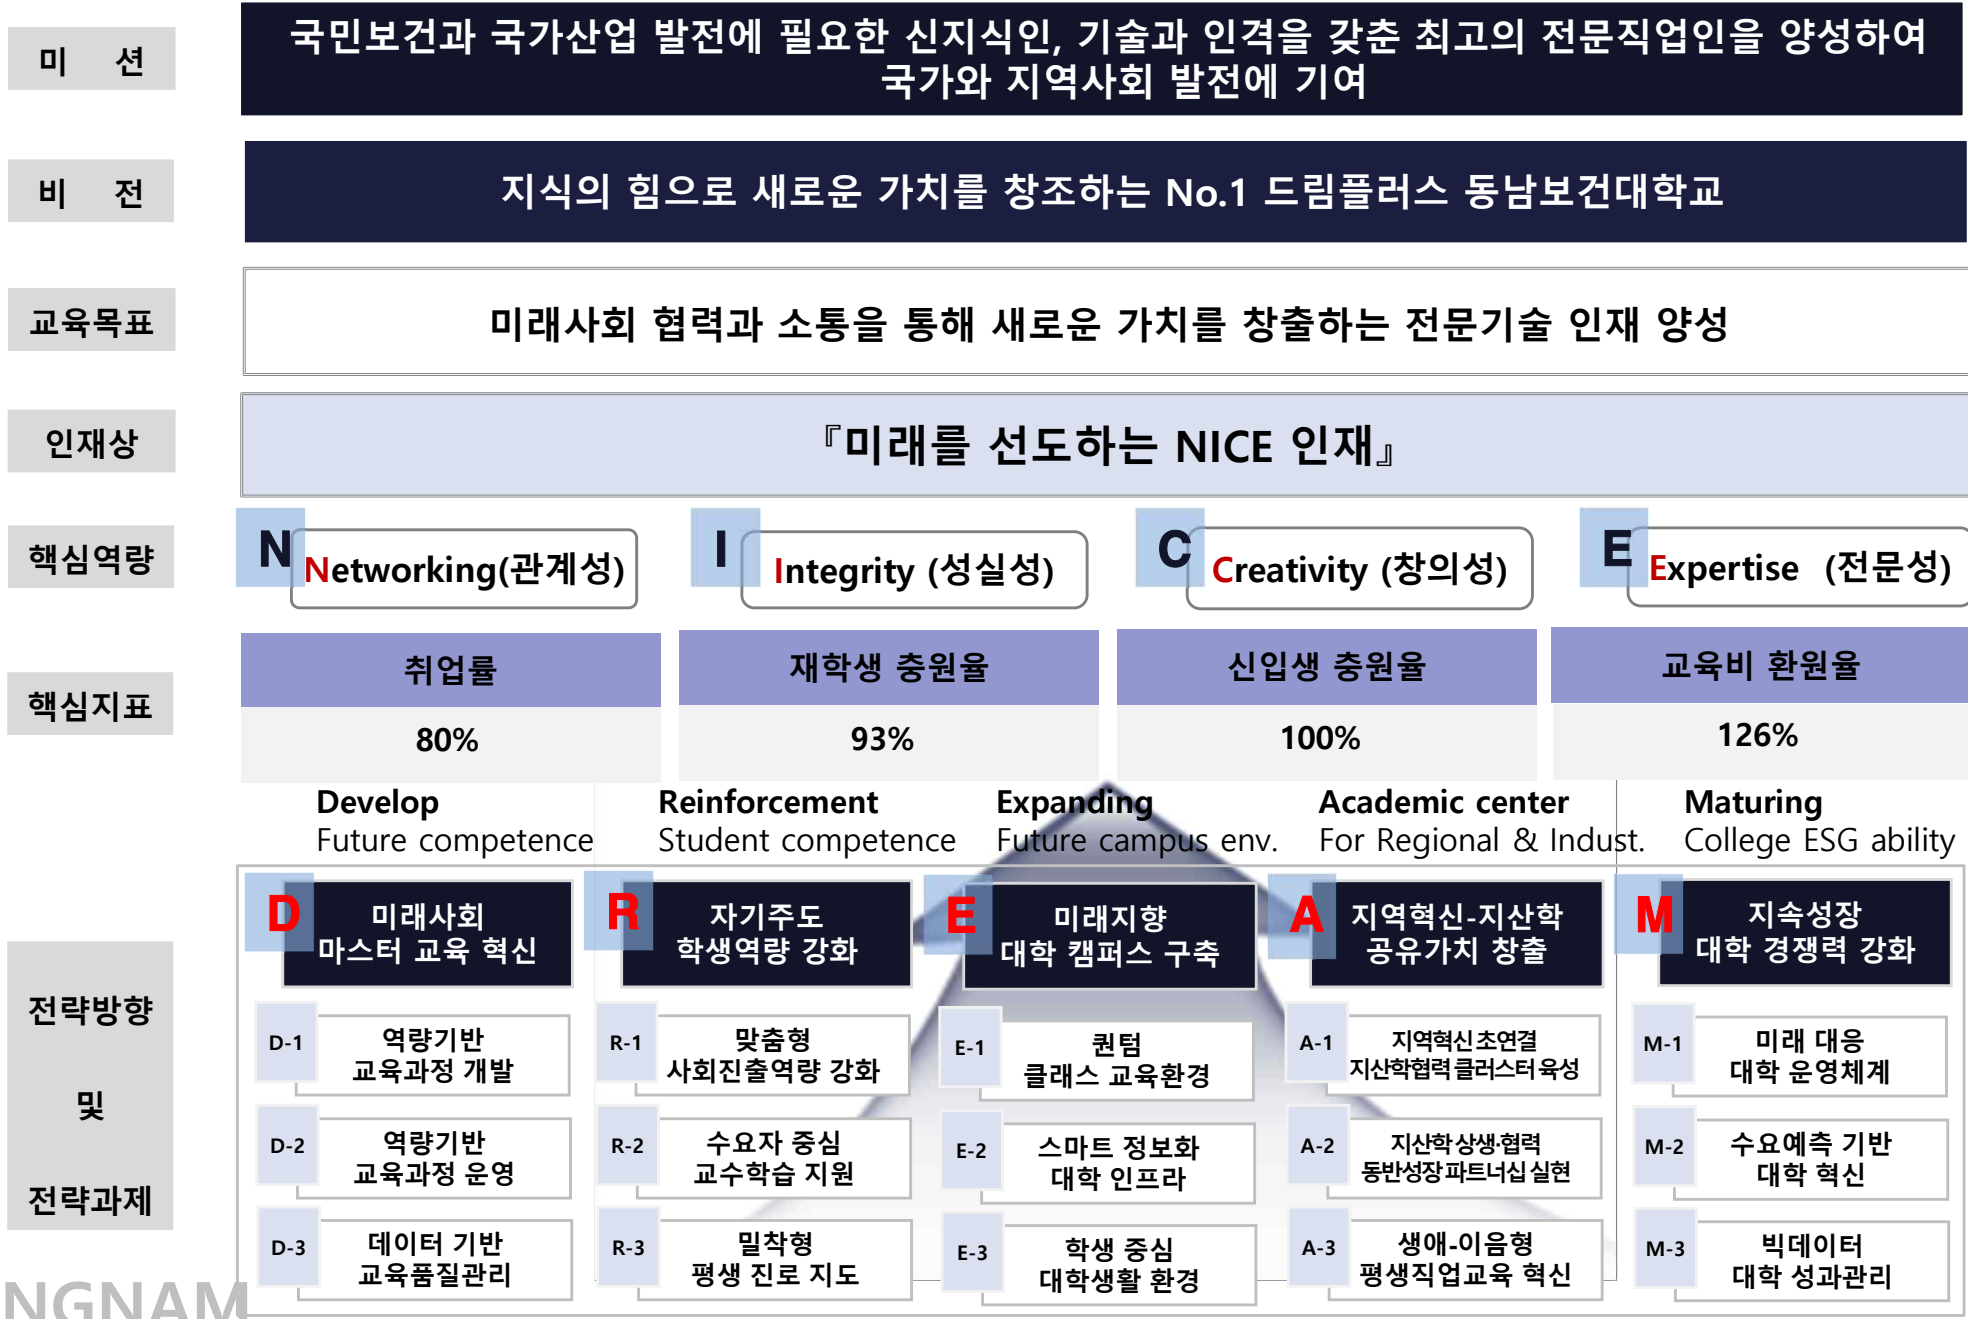 미 션
국민보건과 국가산업 발전에 필요한 신지식인, 기술과 인격을 갖춘 최고의 전문직업인을 양성하여
국가와 지역사회 발전에 기여
비 전
지식의 힘으로 새로운 가치를 창조하는 No.1 드림플러스 동남보건대학교
교육목표
미래사회 협력과 소통을 통해 새로운 가치를 창출하는 전문기술 인재 양성
인재상
『미래를 선도하는 NICE 인재』
핵심역량
N
Networking(관계성)
I
Integrity (성실성)
C
Creativity (창의성)
E
Expertise (전문성)
핵심지표
취업률
재학생 충원율
신입생 충원율
교육비 환원율
80%
93%
100%
126%
Develop
Future competence
Reinforcement
Student competence
Expanding
Future campus env.
Academic center
For Regional & Indust.
Maturing
College ESG ability
전략방향
및
전략과제
D
미래사회
마스터 교육 혁신
R
자기주도
학생역량 강화
E
미래지향
대학 캠퍼스 구축
A
지역혁신-지산학
공유가치 창출
M
지속성장
대학 경쟁력 강화
D-1
역량기반
교육과정 개발
R-1
맞춤형
사회진출역량 강화
E-1
퀀텀
클래스 교육환경
A-1
지역혁신 초연결
지산학협력 클러스터 육성
M-1
미래 대응
대학 운영체계
D-2
역량기반
교육과정 운영
R-2
수요자 중심
교수학습 지원
E-2
스마트 정보화
대학 인프라
A-2
지산학 상생·협력
동반성장 파트너십 실현
M-2
수요예측 기반
대학 혁신
D-3
데이터 기반
교육품질관리
R-3
밀착형
평생 진로 지도
E-3
학생 중심
대학생활 환경
A-3
생애-이음형
평생직업교육 혁신
M-3
빅데이터
대학 성과관리
NGNAM